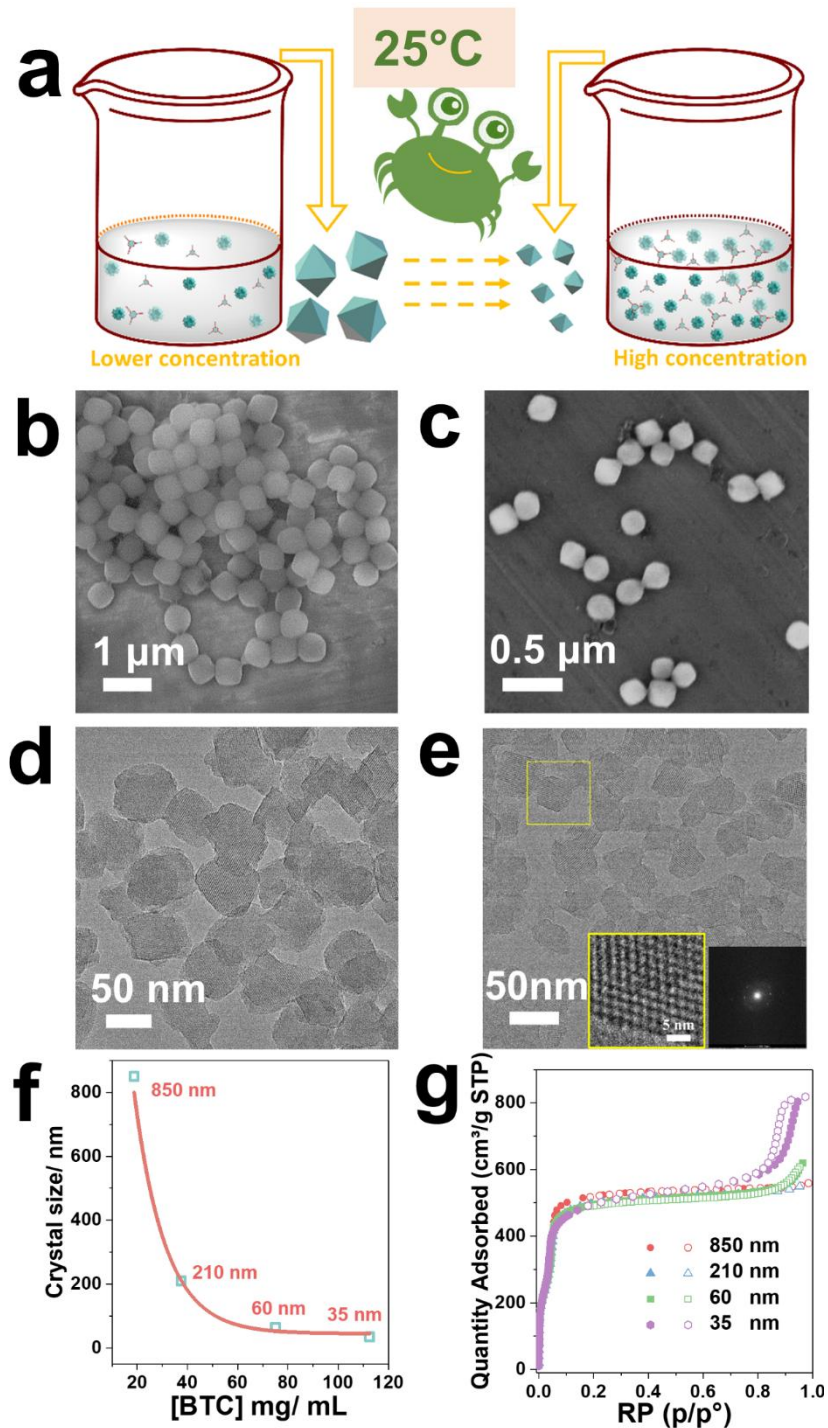 a
25°C
Lower concentration
High concentration
b
1 µm
c
0.5 µm
d
50 nm
e
50nm
5 nm
f
Crystal size/ nm
800
600
400
200
0
850 nm
210 nm
60 nm
35 nm
0 20 40 60 80 100 120
[BTC] mg/ mL
g
Quantity Adsorbed (cm³/g STP)
800
600
400
200
0
850 nm
210 nm
60 nm
35 nm
0.0 0.2 0.4 0.6 0.8 1.0
RP (p/p°)